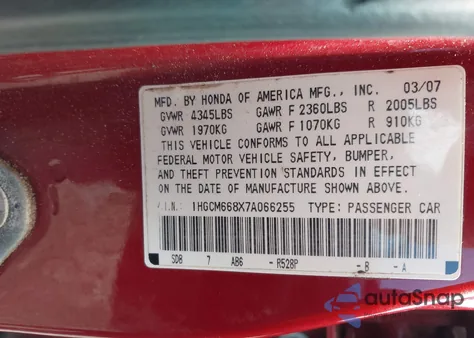 MFD. BY HONDA OF AMERICA MFG., INC. 03/07
GVWR 4345LBS GAWR F 2360LBS R 2005LBS
GVWR 1970KG GAWR F 1070KG R 910KG
THIS VEHICLE CONFORMS TO ALL APPLICABLE
FEDERAL MOTOR VEHICLE SAFETY, BUMPER,
AND THEFT PREVENTION STANDARDS IN EFFECT
ON THE DATE OF MANUFACTURE SHOWN ABOVE.
V.I.N.: 1HGCM668X7A066255 TYPE: PASSENGER CAR
SDB 7 AB6 - R528P - B - A
autoSnap